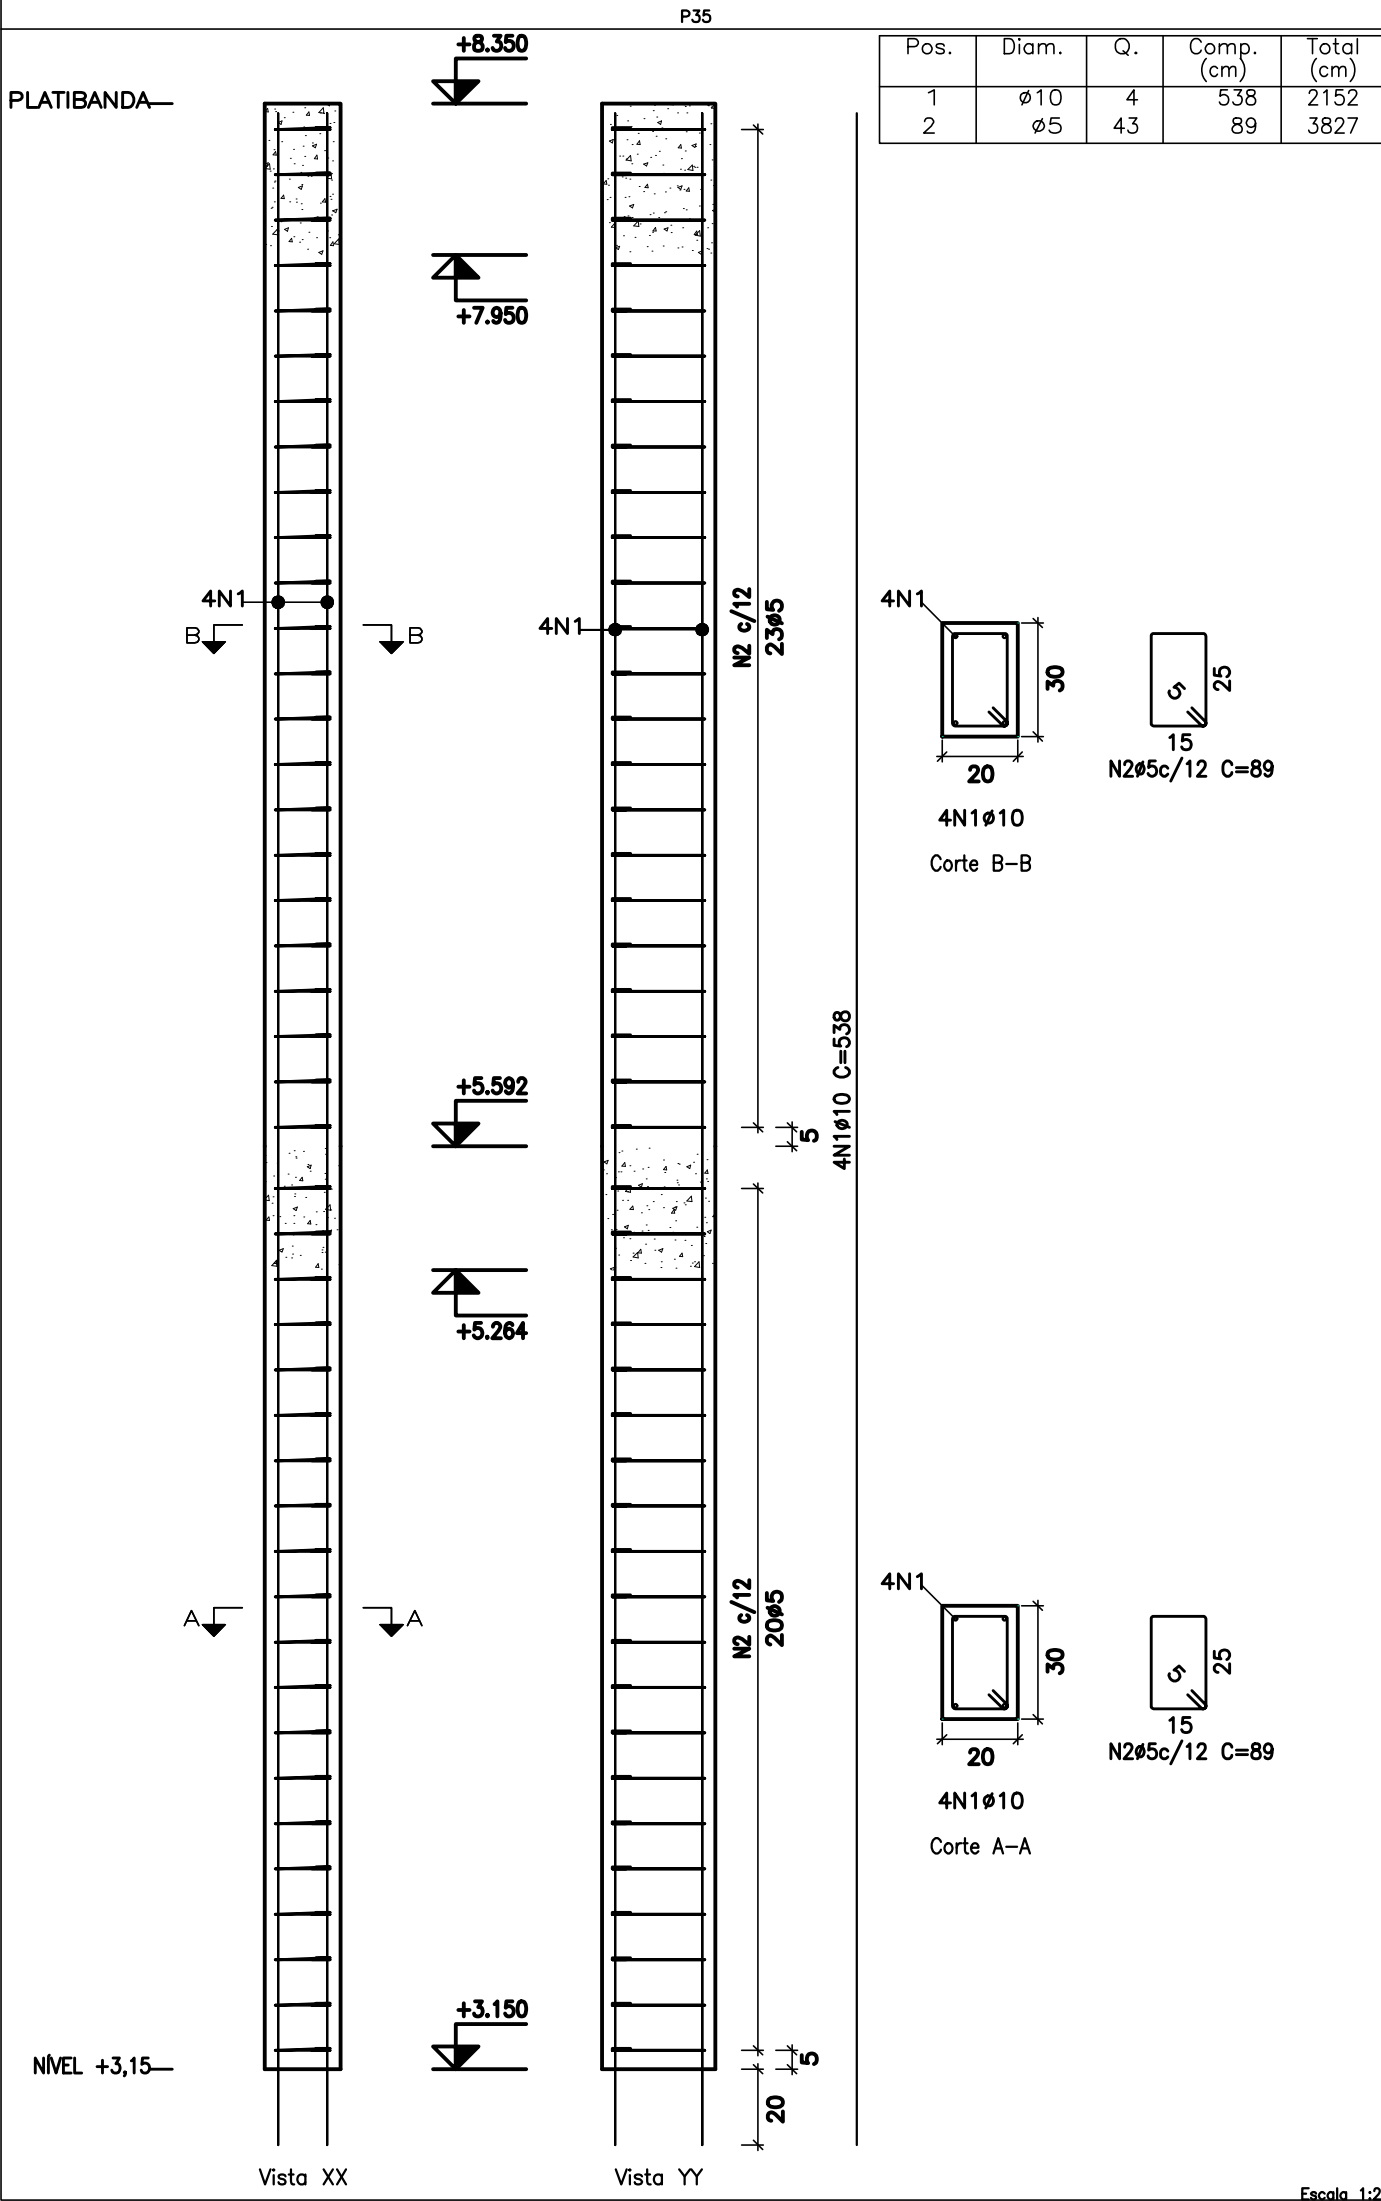 P35
Pos. Diam. Q. Comp. (cm) Total (cm)
1 ø10 4 538 2152
2 ø5 43 89 3827
+8.350
PLATIBANDA
+7.950
4N1
B B
4N1
N2 c/12
23ø5
4N1
30
20
4N1ø10
Corte B-B
5
25
15
N2ø5c/12 C=89
4N1ø10 C=538
+5.592
5
+5.264
A A
N2 c/12
20ø5
4N1
30
20
4N1ø10
Corte A-A
5
25
15
N2ø5c/12 C=89
+3.150
NÍVEL +3,15
5
20
Vista XX
Vista YY
Escala 1:2